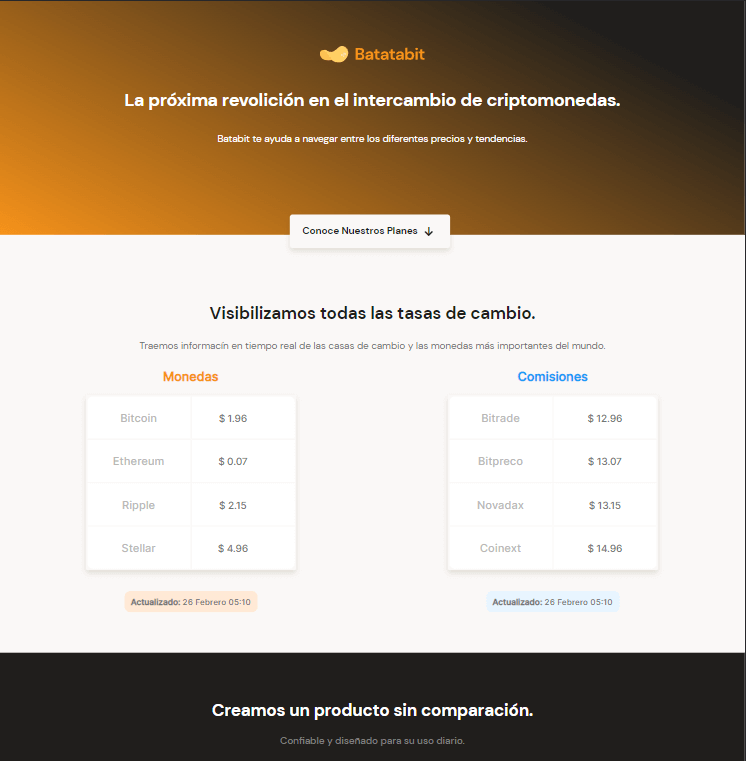 Batatabit
La próxima revolición en el intercambio de criptomonedas.
Batabit te ayuda a navegar entre los diferentes precios y tendencias.
Conoce Nuestros Planes ↓
Visibilizamos todas las tasas de cambio.
Traemos informacín en tiempo real de las casas de cambio y las monedas más importantes del mundo.
Monedas
Bitcoin $ 1.96
Ethereum $ 0.07
Ripple $ 2.15
Stellar $ 4.96
Actualizado: 26 Febrero 05:10
Comisiones
Bitrade $ 12.96
Bitpreco $ 13.07
Novadax $ 13.15
Coinext $ 14.96
Actualizado: 26 Febrero 05:10
Creamos un producto sin comparación.
Confiable y diseñado para su uso diario.